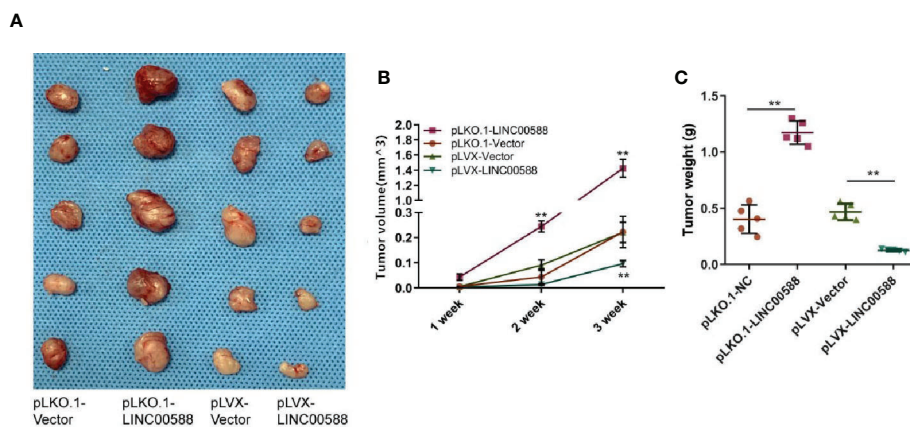 A
pLKO.1-
Vector
pLKO.1-
LINC00588
pLVX-
Vector
pLVX-
LINC00588
B
Tumor volume(mm^3)
2.0
1.8
1.6
1.4
1.2
1.0
0.3
0.2
0.1
0.0
pLKO.1-LINC00588
pLKO.1-Vector
pLVX-Vector
pLVX-LINC00588
**
**
**
1 week
2 week
3 week
C
Tumor weight (g)
1.5
1.0
0.5
0.0
**
**
pLKO.1-NC
pLKO.1-LINC00588
pLVX-Vector
pLVX-LINC00588